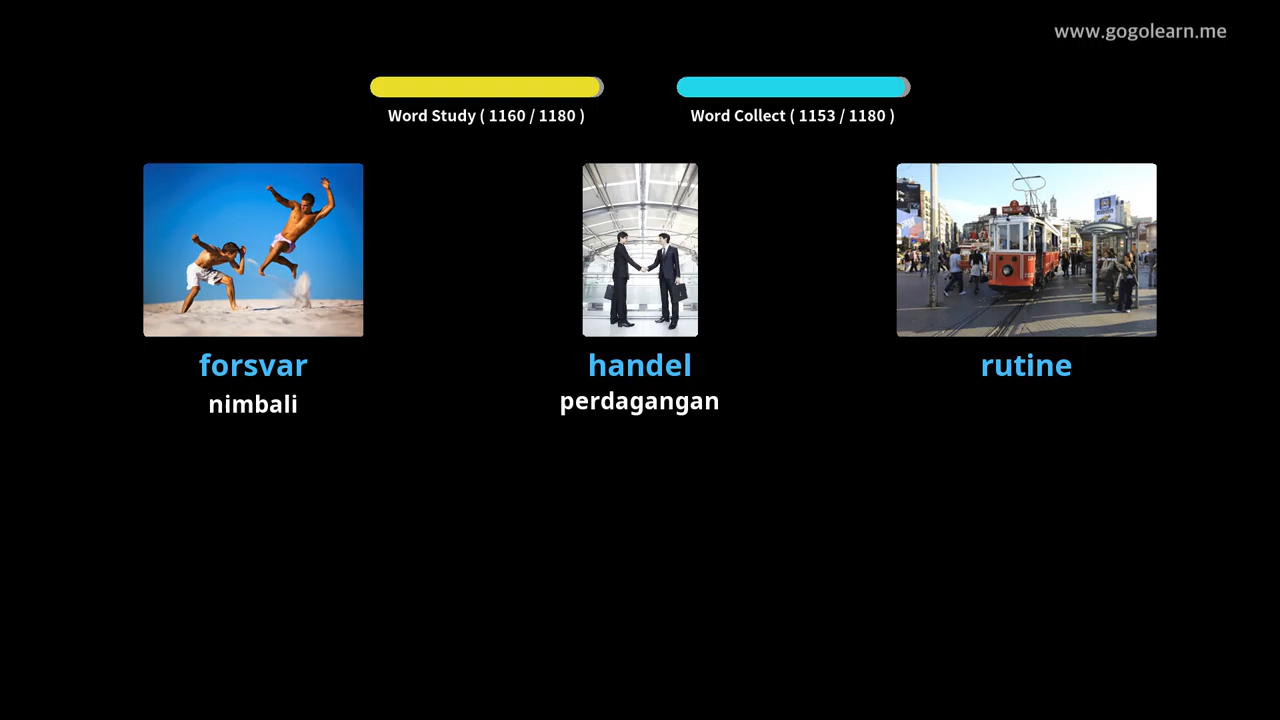 www.gogolearn.me
Word Study ( 1160 / 1180 )
Word Collect ( 1153 / 1180 )
forsvar
handel
rutine
nimbali
perdagangan